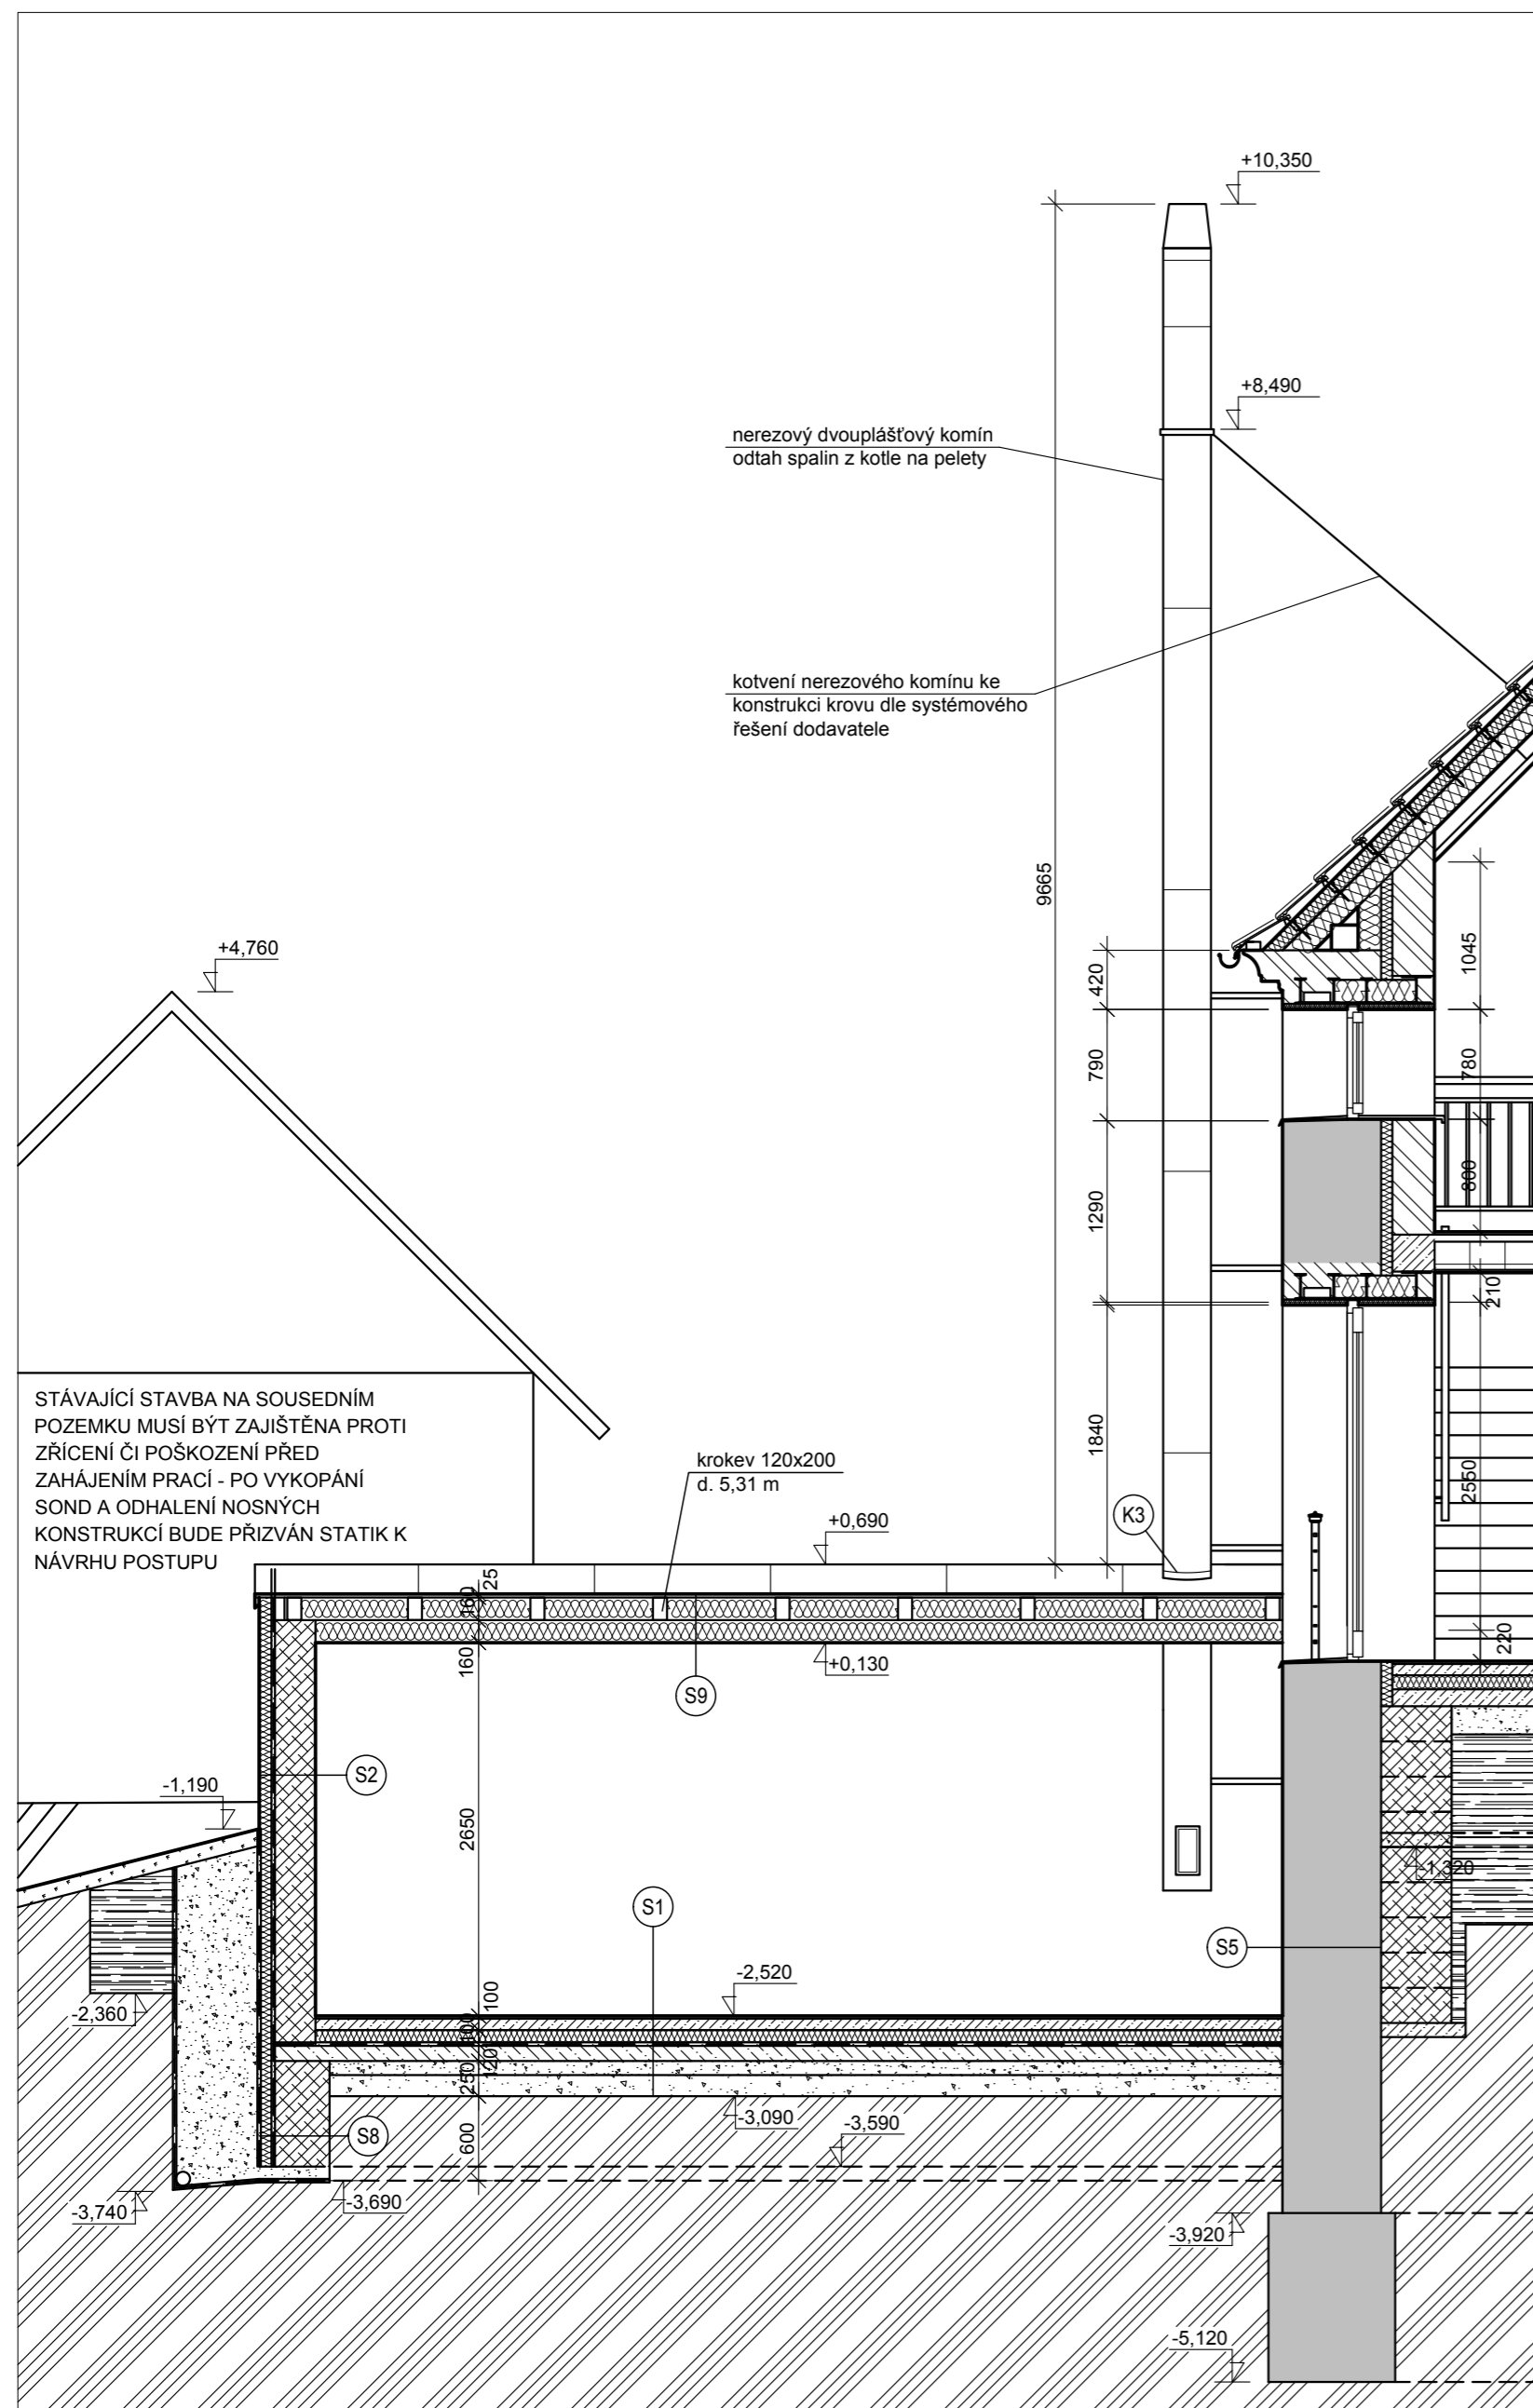 +10,350
+8,490
nerezový dvouplášťový komín
odtah spalin z kotle na pelety
kotvení nerezového komínu ke
konstrukci krovu dle systémového
řešení dodavatele
9665
+4,760
420
1045
790
780
1290
800
210
1840
2550
220
STÁVAJÍCÍ STAVBA NA SOUSEDNÍM
POZEMKU MUSÍ BÝT ZAJIŠTĚNA PROTI
ZŘÍCENÍ ČI POŠKOZENÍ PŘED
ZAHÁJENÍM PRACÍ - PO VYKOPÁNÍ
SOND A ODHALENÍ NOSNÝCH
KONSTRUKCÍ BUDE PŘIZVÁN STATIK K
NÁVRHU POSTUPU
krokev 120x200
d. 5,31 m
K3
+0,690
25
160
160
+0,130
S9
S2
-1,190
2650
-1,320
S1
S5
-2,520
-2,360
100
100
120
250
600
-3,090
-3,590
S8
-3,740
-3,690
-3,920
-5,120